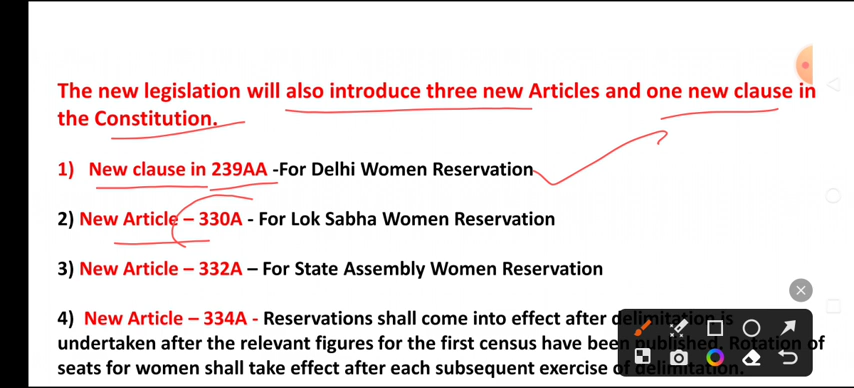 The new legislation will also introduce three new Articles and one new clause in
the Constitution.
1) New clause in 239AA -For Delhi Women Reservation
2) New Article – 330A - For Lok Sabha Women Reservation
3) New Article – 332A – For State Assembly Women Reservation
4) New Article – 334A - Reservations shall come into effect after delimitation is
undertaken after the relevant figures for the first census have been published. Rotation of
seats for women shall take effect after each subsequent exercise of delimitation.